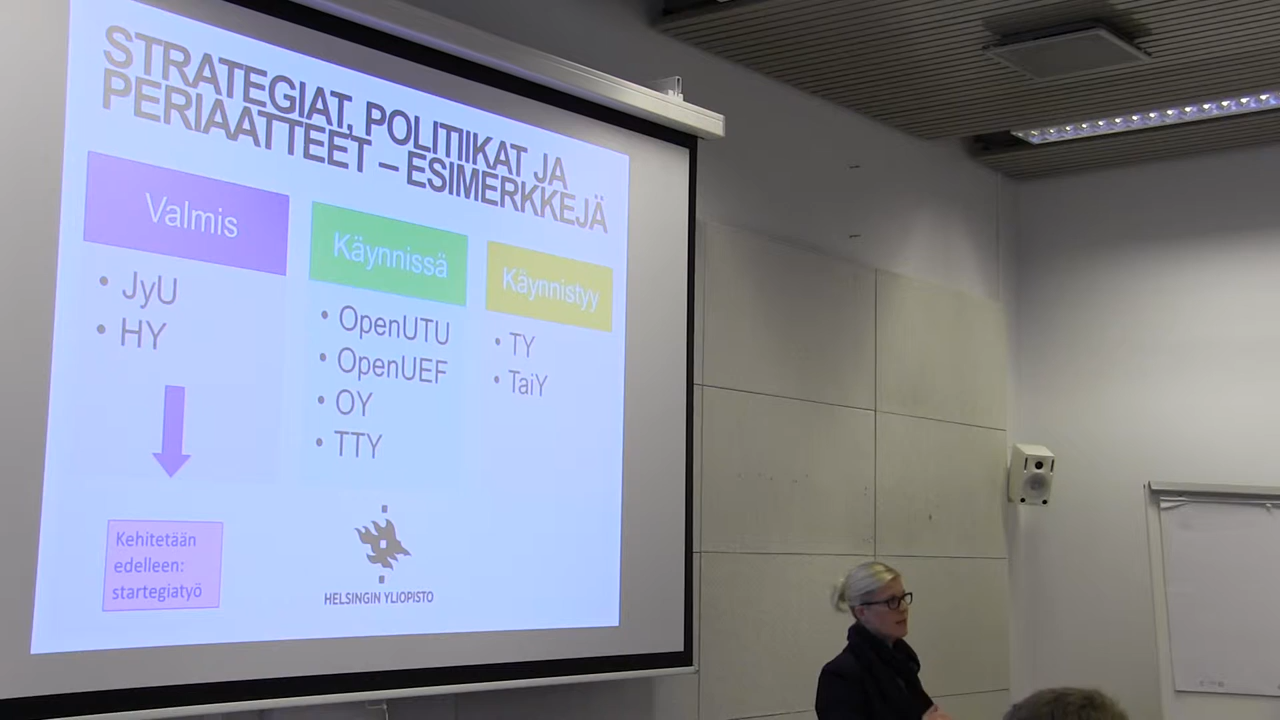 STRATEGIAT, POLITIIKAT JA
PERIAATTEET – ESIMERKKEJÄ
Valmis
• JyU
• HY
Kehitetään
edelleen:
startegiatyö
Käynnissä
• OpenUTU
• OpenUEF
• OY
• TTY
Käynnistyy
• TY
• TaiY
HELSINGIN YLIOPISTO